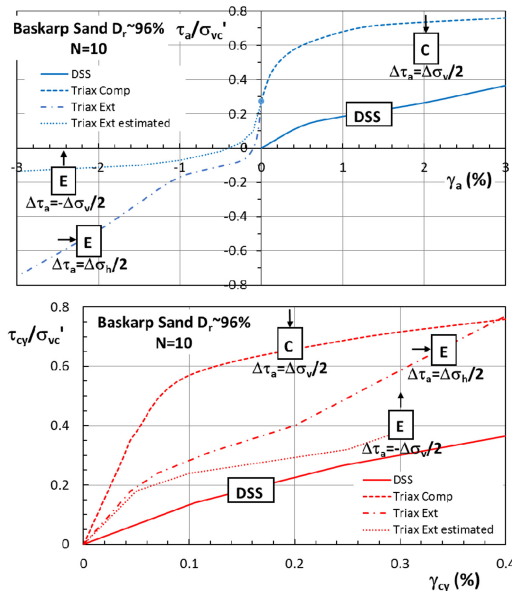 Baskarp Sand Dr~96%
N=10
τa/σvc'
DSS
Triax Comp
Triax Ext
Triax Ext estimated
0.8
0.6
0.4
0.2
0
-0.2
-0.4
-0.6
-0.8
-3
-2
-1
0
1
2
3
C
Δτa=Δσv/2
DSS
γa (%)
E
Δτa=-Δσv/2
E
Δτa=Δσh/2
τcy/σvc'
Baskarp Sand Dr~96%
N=10
0.8
0.6
0.4
0.2
0
C
Δτa=Δσv/2
E
Δτa=Δσh/2
E
Δτa=-Δσv/2
DSS
DSS
Triax Comp
Triax Ext
Triax Ext estimated
0
0.1
0.2
0.3
0.4
γcy (%)